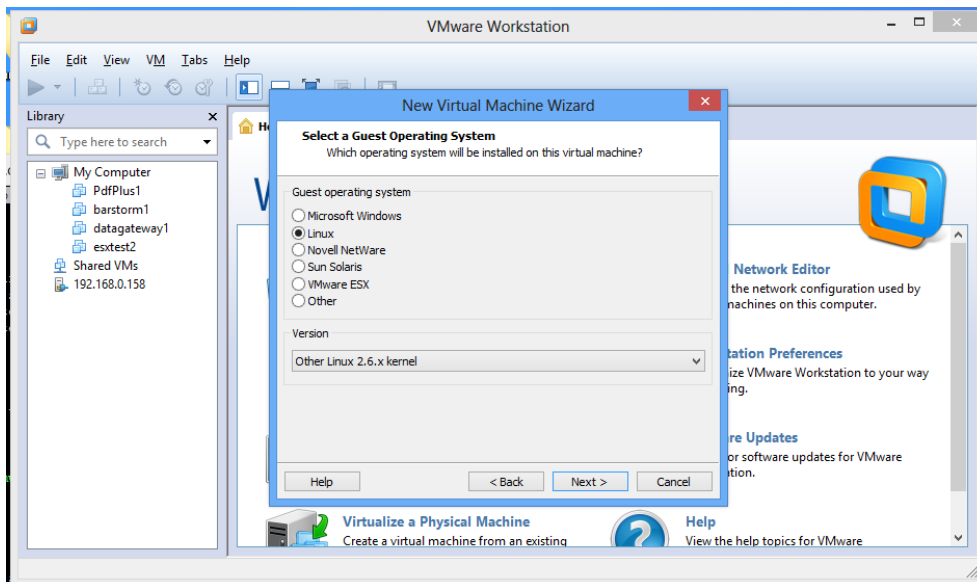 VMware Workstation
File Edit View VM Tabs Help
Library
Type here to search
My Computer
PdfPlus1
barstorm1
datagateway1
esxtest2
Shared VMs
192.168.0.158
New Virtual Machine Wizard
Select a Guest Operating System
Which operating system will be installed on this virtual machine?
Guest operating system
Microsoft Windows
Linux
Novell NetWare
Sun Solaris
VMware ESX
Other
Version
Other Linux 2.6.x kernel
Help < Back Next > Cancel
Network Editor
the network configuration used by
machines on this computer.
Preferences
VMware Workstation to your way
Updates
or software updates for VMware
Virtualize a Physical Machine
Create a virtual machine from an existing
Help
View the help topics for VMware